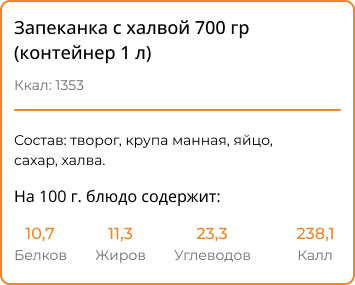 Запеканка с халвой 700 гр
(контейнер 1 л)
Ккал: 1353
Состав: творог, крупа манная, яйцо,
сахар, халва.
На 100 г. блюдо содержит:
10,7 11,3 23,3 238,1
Белков Жиров Углеводов Калл